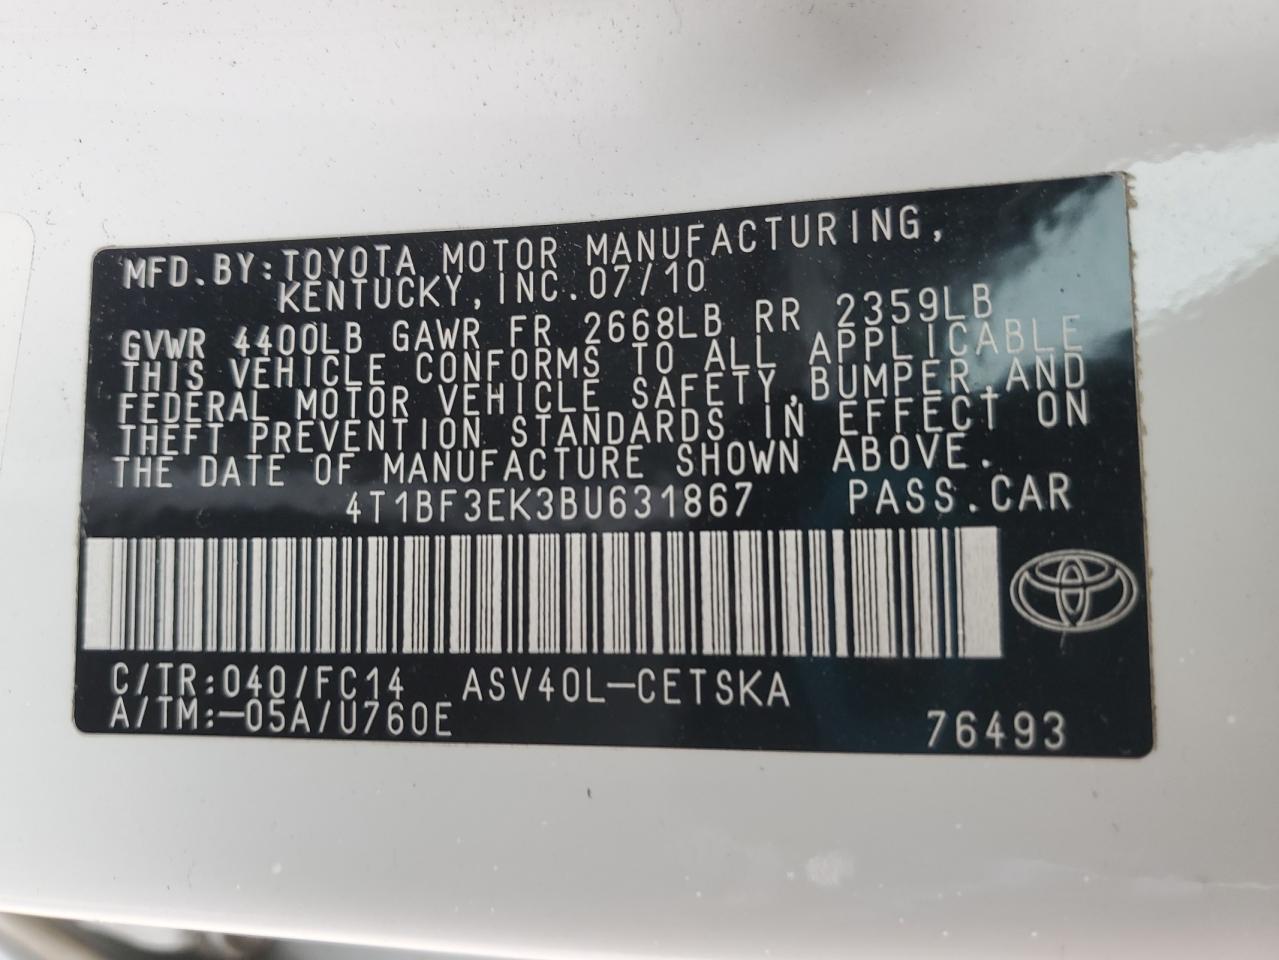 MFD.BY:TOYOTA MOTOR MANUFACTURING,
KENTUCKY,INC.07/10
GVWR 4400LB GAWR FR 2668LB RR 2359LB
THIS VEHICLE CONFORMS TO ALL APPLICABLE
FEDERAL MOTOR VEHICLE SAFETY,BUMPER,AND
THEFT PREVENTION STANDARDS IN EFFECT ON
THE DATE OF MANUFACTURE SHOWN ABOVE.
4T1BF3EK3BU631867 PASS.CAR
C/TR:040/FC14 ASV40L-CETSKA
A/TM:-05A/U760E
76493